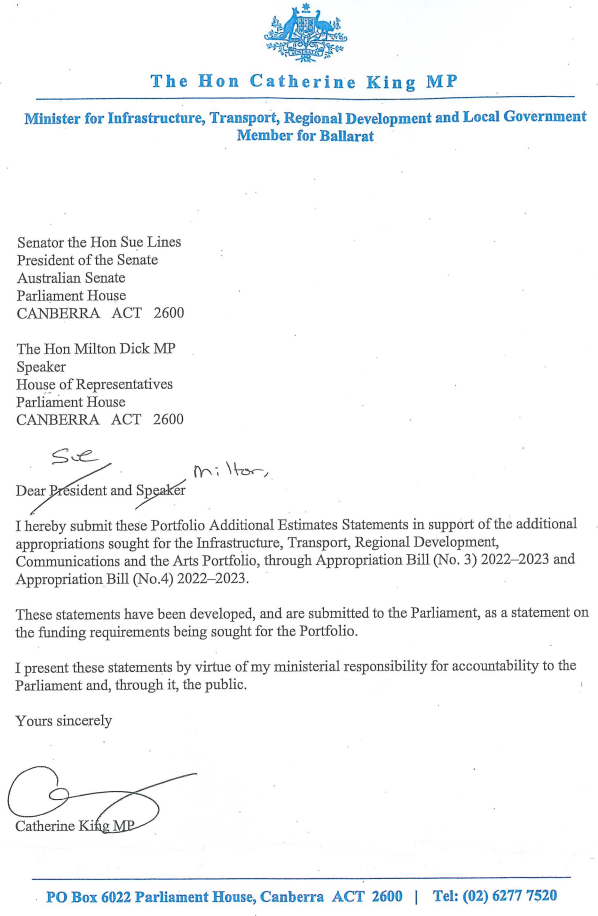 The Hon Catherine King MP
Minister for Infrastructure, Transport, Regional Development and Local Government
Member for Ballarat
Senator the Hon Sue Lines
President of the Senate
Australian Senate
Parliament House
CANBERRA ACT 2600
The Hon Milton Dick MP
Speaker
House of Representatives
Parliament House
CANBERRA ACT 2600
Sue
Milton,
Dear President and Speaker
I hereby submit these Portfolio Additional Estimates Statements in support of the additional
appropriations sought for the Infrastructure, Transport, Regional Development,
Communications and the Arts Portfolio, through Appropriation Bill (No. 3) 2022–2023 and
Appropriation Bill (No.4) 2022–2023.
These statements have been developed, and are submitted to the Parliament, as a statement on
the funding requirements being sought for the Portfolio.
I present these statements by virtue of my ministerial responsibility for accountability to the
Parliament and, through it, the public.
Yours sincerely
Catherine King MP
PO Box 6022 Parliament House, Canberra ACT 2600 | Tel: (02) 6277 7520